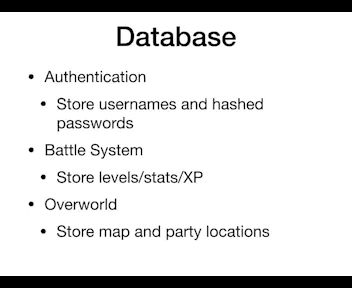 Database
• Authentication
• Store usernames and hashed
passwords
• Battle System
• Store levels/stats/XP
• Overworld
• Store map and party locations